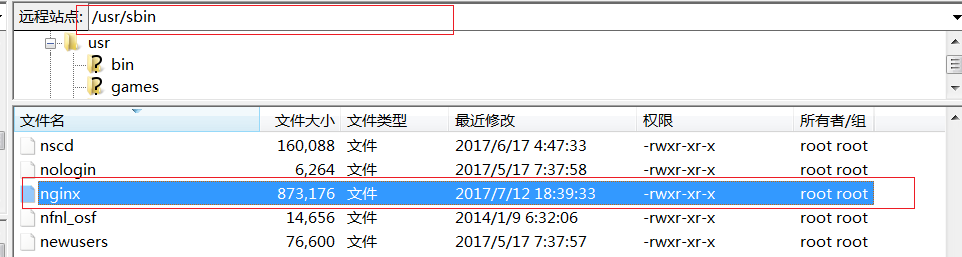 远程站点: /usr/sbin
usr
bin
games
文件名 文件大小 文件类型 最近修改 权限 所有者/组
nscd 160,088 文件 2017/6/17 4:47:33 -rwxr-xr-x root root
nologin 6,264 文件 2017/5/17 7:37:58 -rwxr-xr-x root root
nginx 873,176 文件 2017/7/12 18:39:33 -rwxr-xr-x root root
nfnl_osf 14,656 文件 2014/1/9 6:32:06 -rwxr-xr-x root root
newusers 76,600 文件 2017/5/17 7:37:57 -rwxr-xr-x root root